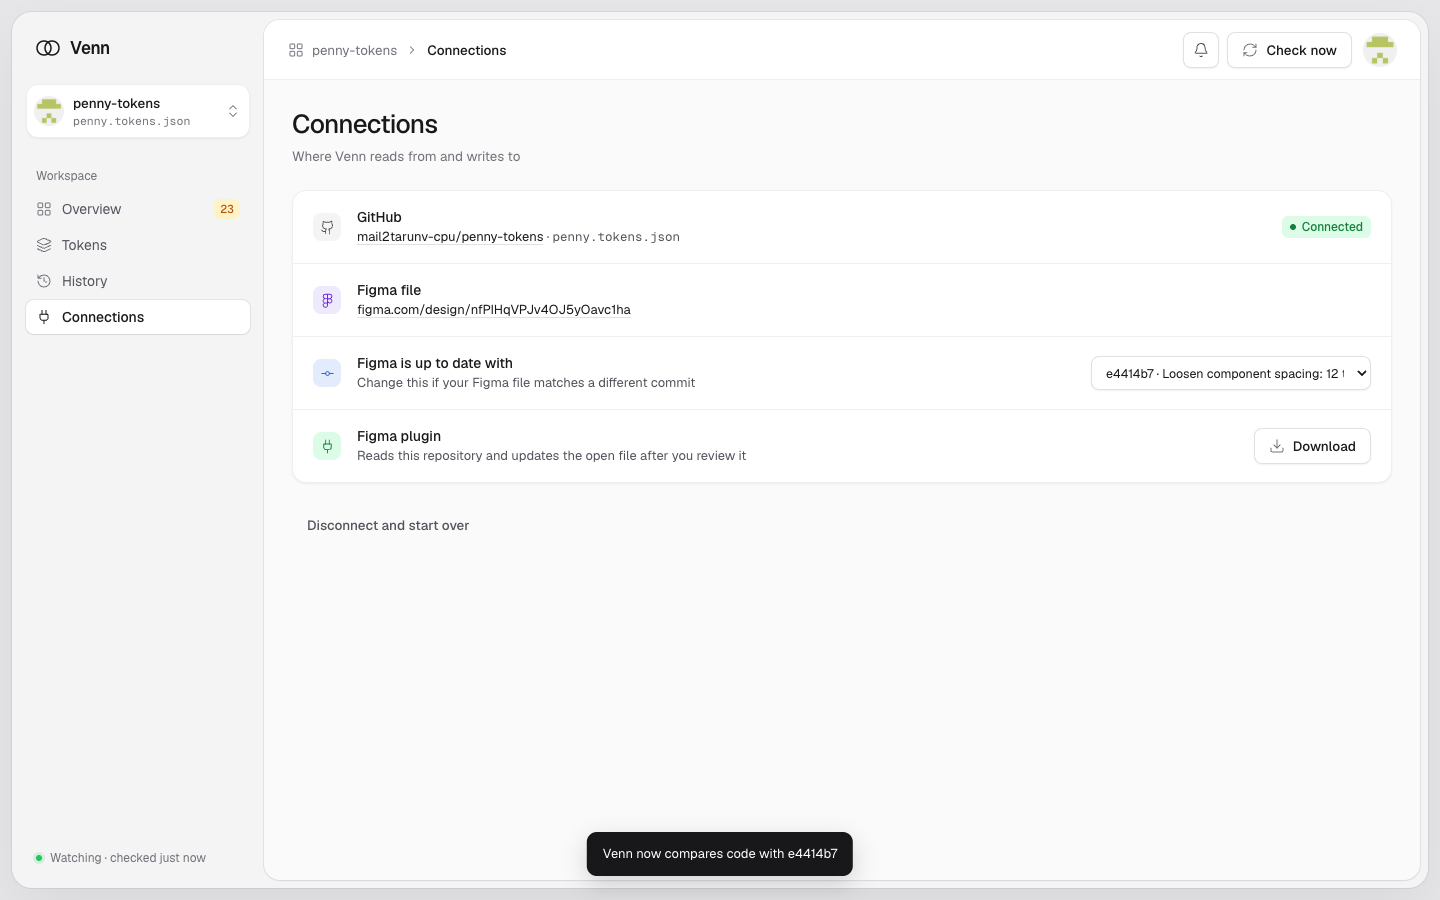 Venn
penny-tokens
penny.tokens.json
Workspace
Overview 23
Tokens
History
Connections
Watching · checked just now
penny-tokens > Connections
Check now
Connections
Where Venn reads from and writes to
GitHub
mail2tarunv-cpu/penny-tokens · penny.tokens.json
Connected
Figma file
figma.com/design/nfPIHqVPJv4OJ5yOavc1ha
Figma is up to date with
Change this if your Figma file matches a different commit
e4414b7 · Loosen component spacing: 12
Figma plugin
Reads this repository and updates the open file after you review it
Download
Disconnect and start over
Venn now compares code with e4414b7